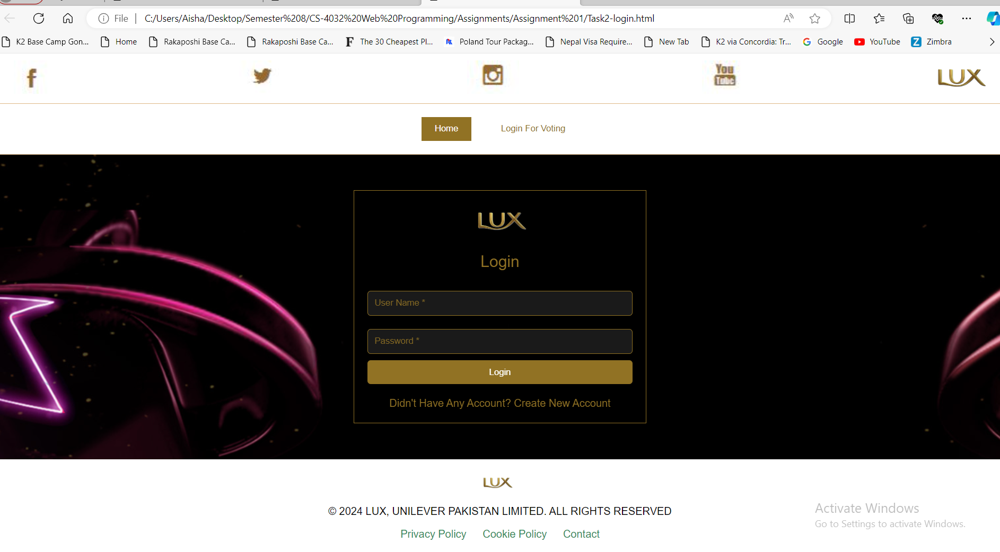 File | C:/Users/Aisha/Desktop/Semester%208/CS-4032%20Web%20Programming/Assignments/Assignment%201/Task2-login.html
K2 Base Camp Gon... Home Rakaposhi Base Ca... Rakaposhi Base Ca... F The 30 Cheapest Pl... Poland Tour Packag... Nepal Visa Require... New Tab K2 via Concordia: Tr... Google YouTube Z Zimbra
f You Tube LUX
Home Login For Voting
LUX
Login
User Name *
Password *
Login
Didn't Have Any Account? Create New Account
LUX
© 2024 LUX, UNILEVER PAKISTAN LIMITED. ALL RIGHTS RESERVED
Privacy Policy Cookie Policy Contact
Activate Windows
Go to Settings to activate Windows.